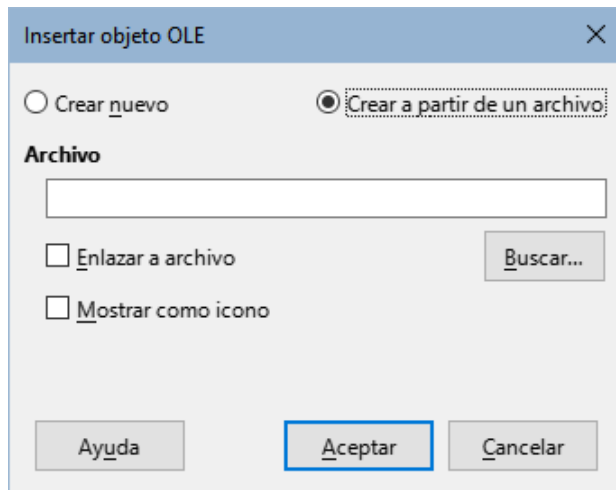 Insertar objeto OLE
Crear nuevo Crear a partir de un archivo
Archivo
Enlazar a archivo Buscar...
Mostrar como icono
Ayuda Aceptar Cancelar